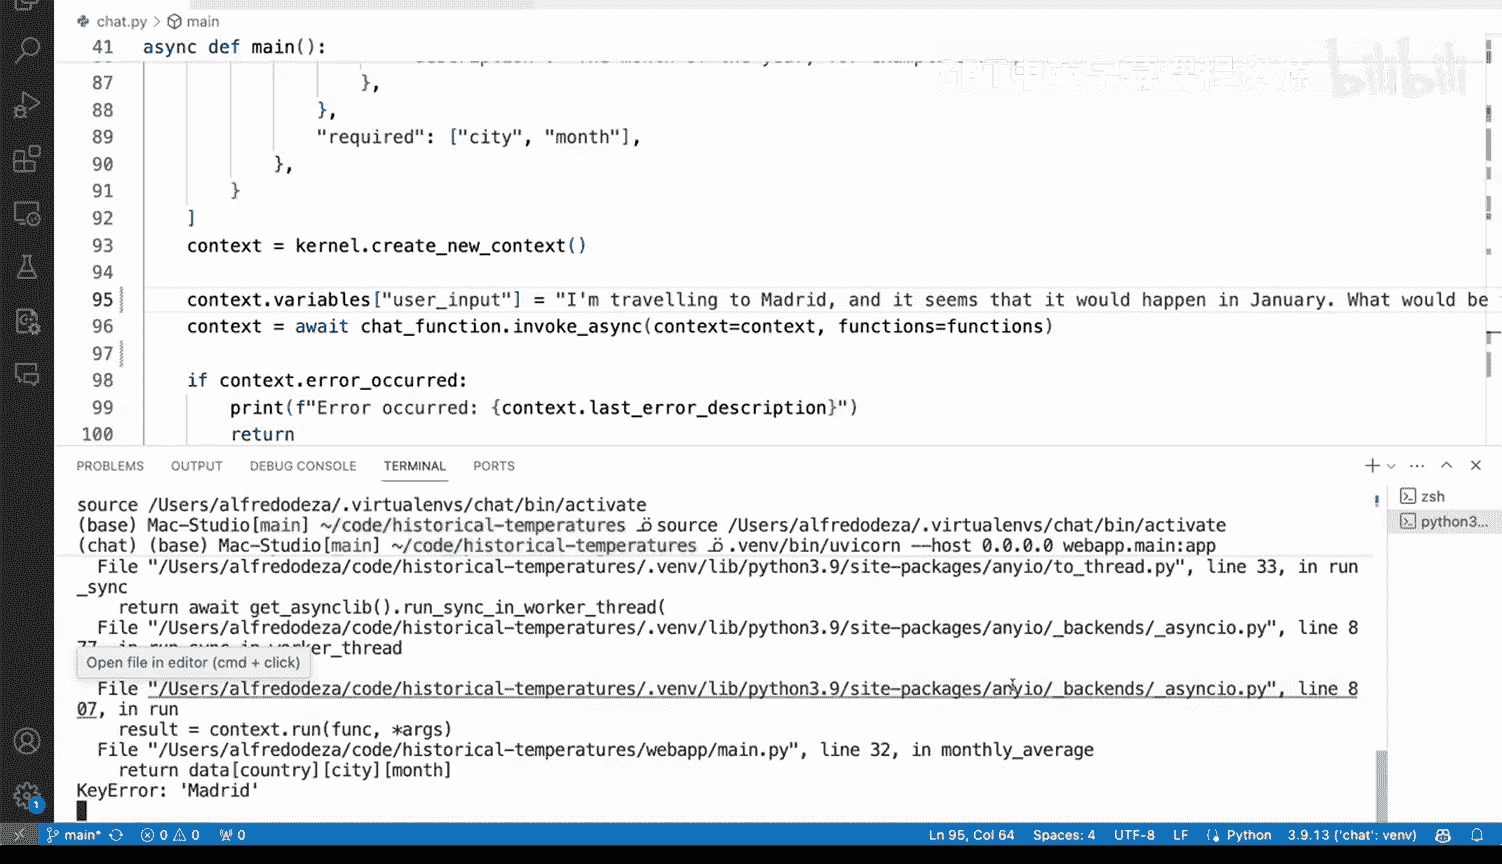 chat.py > main
41 async def main():
87 },
88 },
89 "required": ["city", "month"],
90 },
91 }
92 ]
93 context = kernel.create_new_context()
94
95 context.variables["user_input"] = "I'm travelling to Madrid, and it seems that it would happen in January. What would be
96 context = await chat_function.invoke_async(context=context, functions=functions)
97
98 if context.error_occurred:
99 print(f"Error occurred: {context.last_error_description}")
100 return
bilibili
PROBLEMS OUTPUT DEBUG CONSOLE TERMINAL PORTS
zsh
python3...
source /Users/alfredodeza/.virtualenvs/chat/bin/activate
(base) Mac-Studio[main] ~/code/historical-temperatures source /Users/alfredodeza/.virtualenvs/chat/bin/activate
(chat) (base) Mac-Studio[main] ~/code/historical-temperatures .venv/bin/uvicorn --host 0.0.0.0 webapp.main:app
File "/Users/alfredodeza/code/historical-temperatures/.venv/lib/python3.9/site-packages/anyio/to_thread.py", line 33, in run
_sync
return await get_asynclib().run_sync_in_worker_thread(
File "/Users/alfredodeza/code/historical-temperatures/.venv/lib/python3.9/site-packages/anyio/_backends/_asyncio.py", line 8
77, in run_sync_in_worker_thread
Open file in editor (cmd + click)
File "/Users/alfredodeza/code/historical-temperatures/.venv/lib/python3.9/site-packages/anyio/_backends/_asyncio.py", line 8
07, in run
result = context.run(func, *args)
File "/Users/alfredodeza/code/historical-temperatures/webapp/main.py", line 32, in monthly_average
return data[country][city][month]
KeyError: 'Madrid'
1
main* 0 0 0 Ln 95, Col 64 Spaces: 4 UTF-8 LF Python 3.9.13 ('chat': venv)